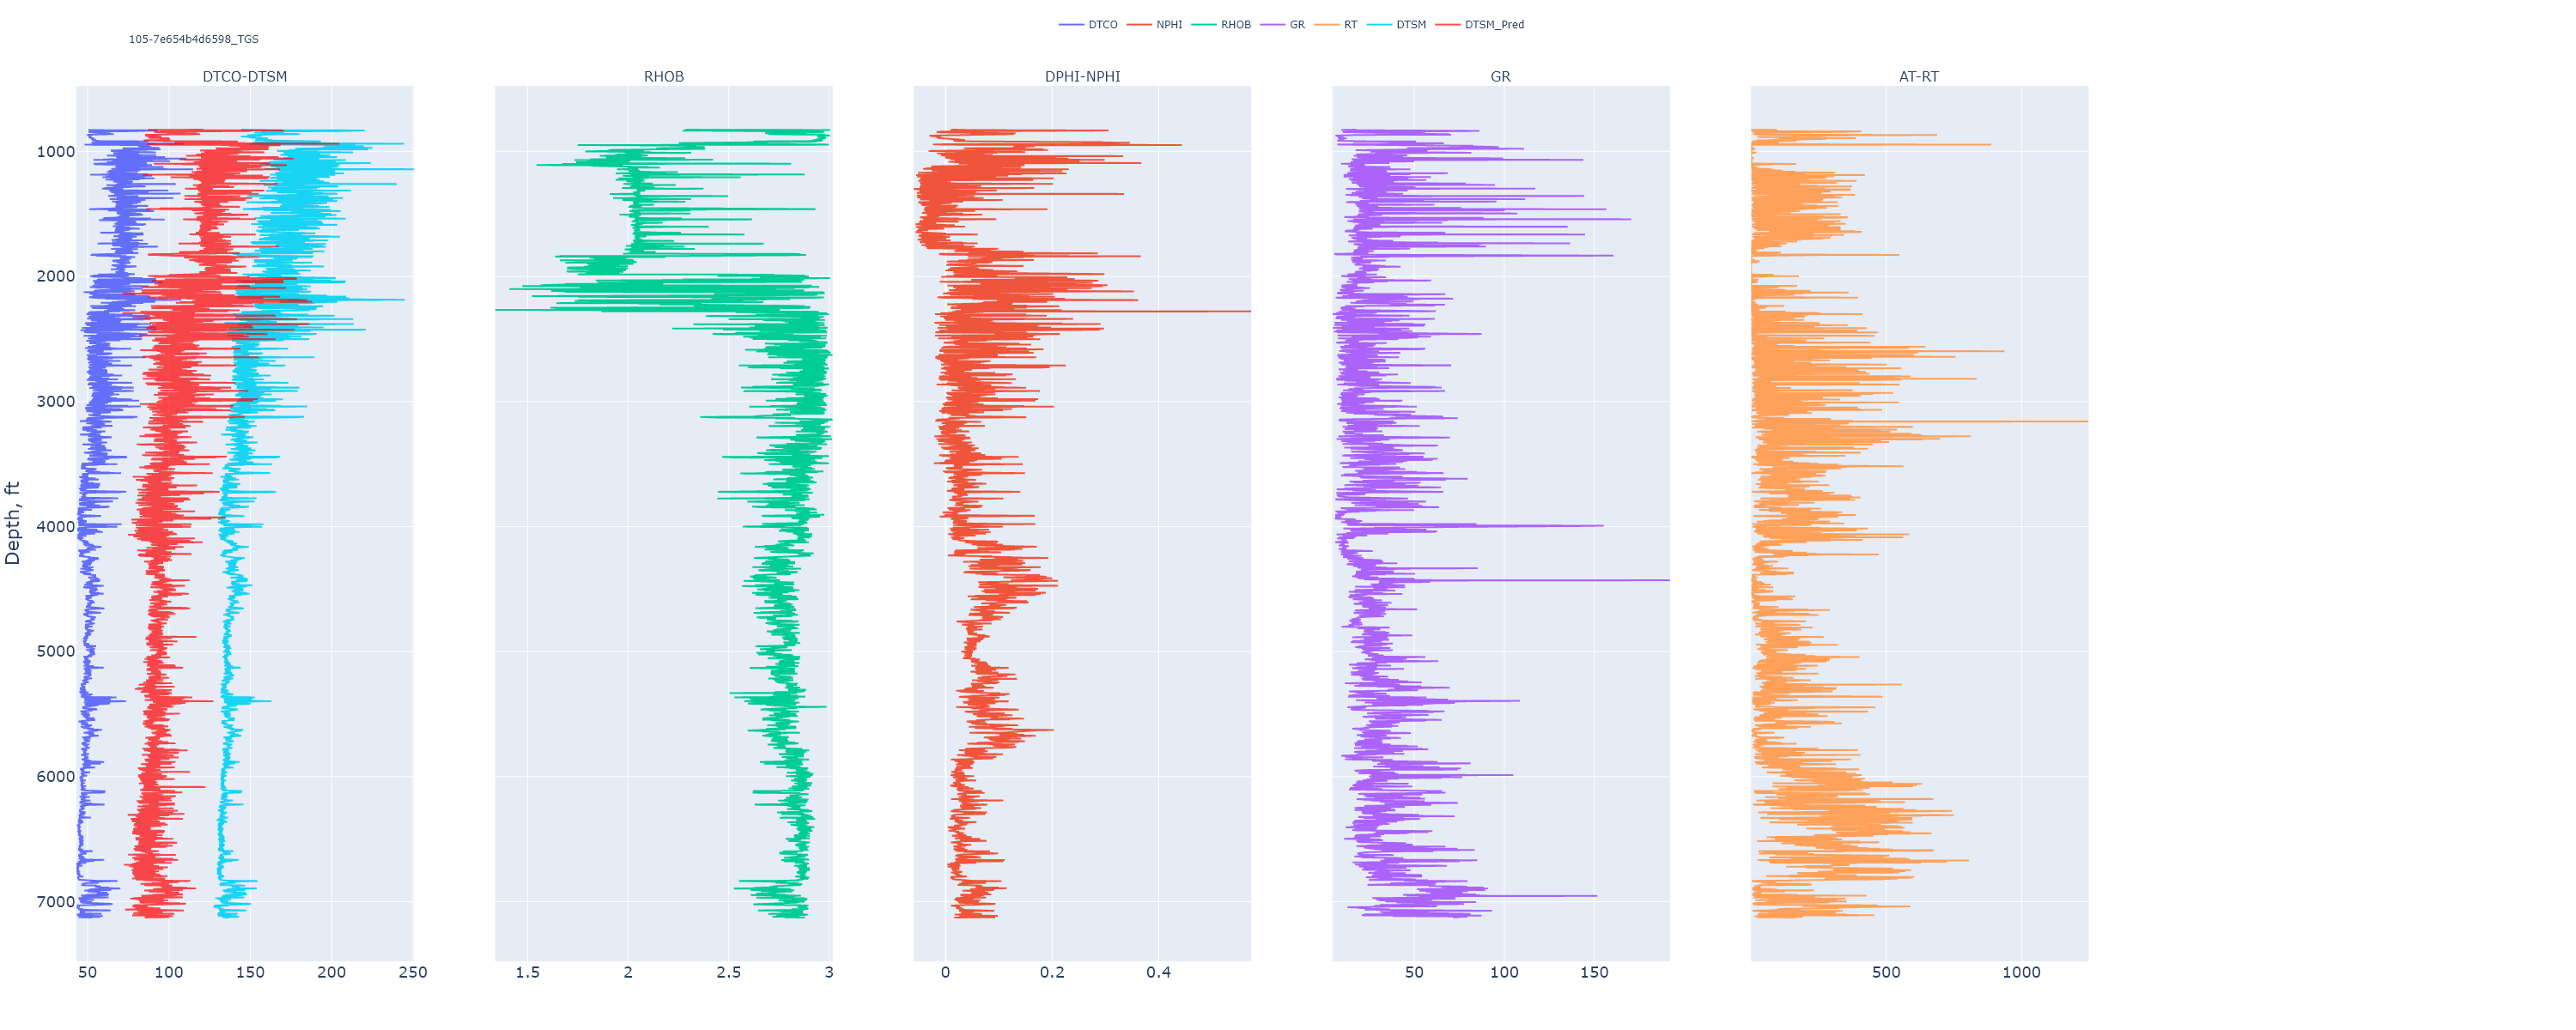 DTCO NPHI RHOB GR RT DTSM DTSM_Pred
105-7e654b4d6598_TGS
DTCO-DTSM RHOB DPHI-NPHI GR AT-RT
Depth, ft
1000
2000
3000
4000
5000
6000
7000
50 100 150 200 250 1.5 2 2.5 3 0 0.2 0.4 50 100 150 500 1000